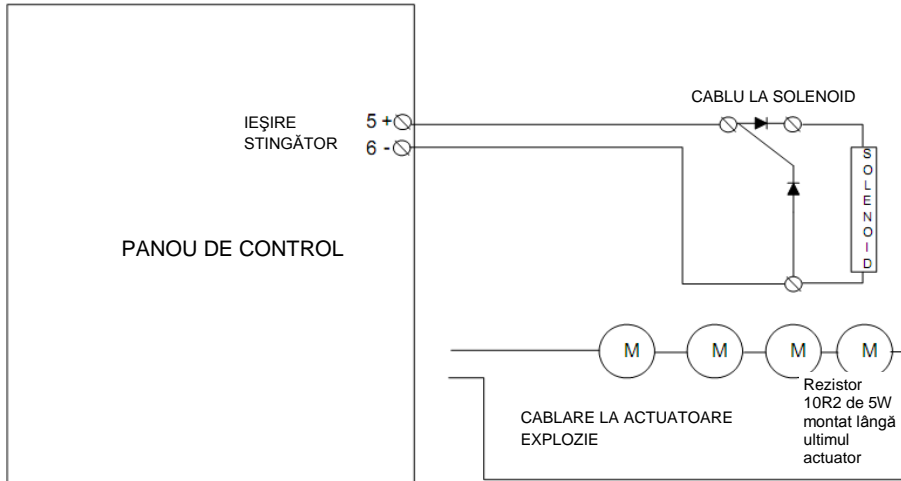 CABLU LA SOLENOID
IEŞIRE
STINGĂTOR
5 +
6 -
SOLENOID
PANOU DE CONTROL
M M M M
CABLARE LA ACTUATOARE
EXPLOZIE
Rezistor
10R2 de 5W
montat lângă
ultimul
actuator